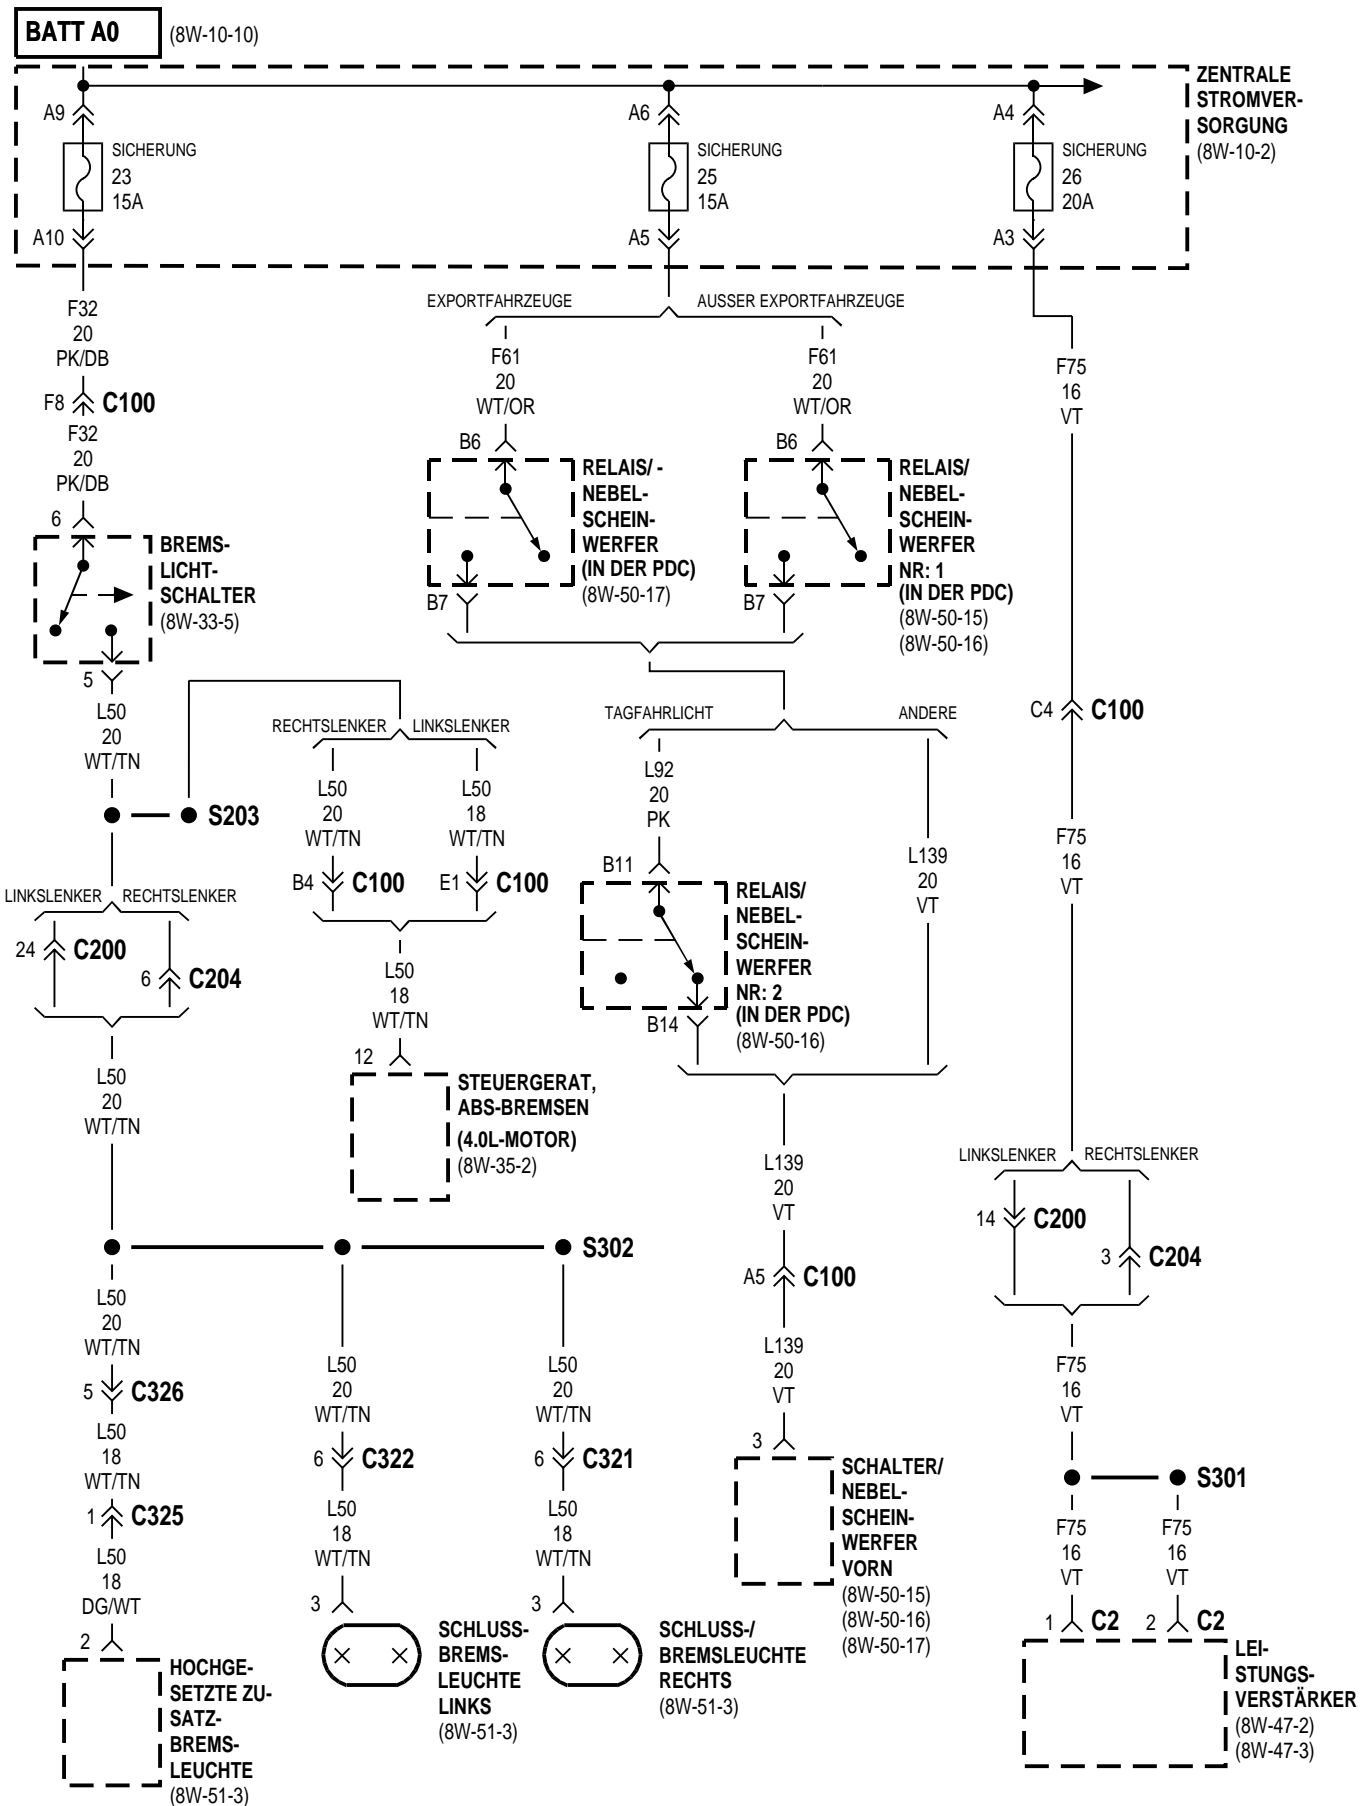 BATT A0 (8W-10-10)
ZENTRALE
STROMVER-
SORGUNG
(8W-10-2)
A9
SICHERUNG
23
15A
A10
A6
SICHERUNG
25
15A
A5
A4
SICHERUNG
26
20A
A3
F32
20
PK/DB
F8 C100
F32
20
PK/DB
6
BREMS-
LICHT-
SCHALTER
(8W-33-5)
5
L50
20
WT/TN
S203
LINKSLENKER RECHTSLENKER
24 C200
6 C204
L50
20
WT/TN
RECHTSLENKER LINKSLENKER
L50
20
WT/TN
L50
18
WT/TN
B4 C100
E1 C100
L50
18
WT/TN
12
STEUERGERAT,
ABS-BREMSEN
(4.0L-MOTOR)
(8W-35-2)
S302
L50
20
WT/TN
5 C326
L50
18
WT/TN
1 C325
L50
18
DG/WT
2
HOCHGE-
SETZTE ZU-
SATZ-
BREMS-
LEUCHTE
(8W-51-3)
L50
20
WT/TN
6 C322
L50
18
WT/TN
3
SCHLUSS-
BREMS-
LEUCHTE
LINKS
(8W-51-3)
L50
20
WT/TN
6 C321
L50
18
WT/TN
3
SCHLUSS-/
BREMSLEUCHTE
RECHTS
(8W-51-3)
EXPORTFAHRZEUGE AUSSER EXPORTFAHRZEUGE
F61
20
WT/OR
B6
RELAIS/ -
NEBEL-
SCHEIN-
WERFER
(IN DER PDC)
(8W-50-17)
B7
F61
20
WT/OR
B6
RELAIS/
NEBEL-
SCHEIN-
WERFER
NR: 1
(IN DER PDC)
(8W-50-15)
(8W-50-16)
B7
TAGFAHRLICHT ANDERE
L92
20
PK
B11
RELAIS/
NEBEL-
SCHEIN-
WERFER
NR: 2
(IN DER PDC)
(8W-50-16)
B14
L139
20
VT
L139
20
VT
A5 C100
L139
20
VT
3
SCHALTER/
NEBEL-
SCHEIN-
WERFER
VORN
(8W-50-15)
(8W-50-16)
(8W-50-17)
F75
16
VT
C4 C100
F75
16
VT
LINKSLENKER RECHTSLENKER
14 C200
3 C204
F75
16
VT
S301
F75
16
VT
1 C2
F75
16
VT
2 C2
LEI-
STUNGS-
VERSTÄRKER
(8W-47-2)
(8W-47-3)